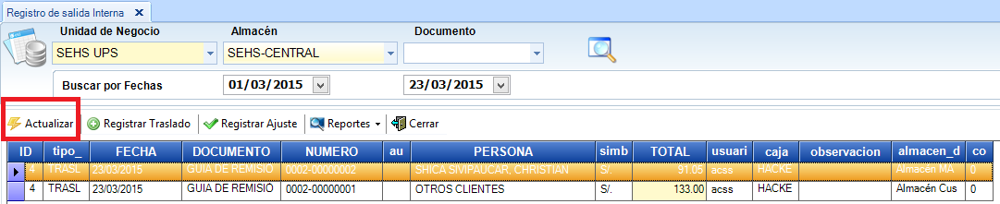 Registro de salida Interna
Unidad de Negocio Almacén Documento
SEHS UPS SEHS-CENTRAL
Buscar por Fechas 01/03/2015 23/03/2015
Actualizar Registrar Traslado Registrar Ajuste Reportes Cerrar
ID tipo_ FECHA DOCUMENTO NUMERO au PERSONA simb TOTAL usuari caja observacion almacen_d co
4 TRASL 23/03/2015 GUIA DE REMISIO 0002-00000002 SHICA SIVIPAUCAR, CHRISTIAN S/. 91.05 acss HACKE Almacén MA 0
4 TRASL 23/03/2015 GUIA DE REMISIO 0002-00000001 OTROS CLIENTES S/. 133.00 acss HACKE Almacén Cus 0